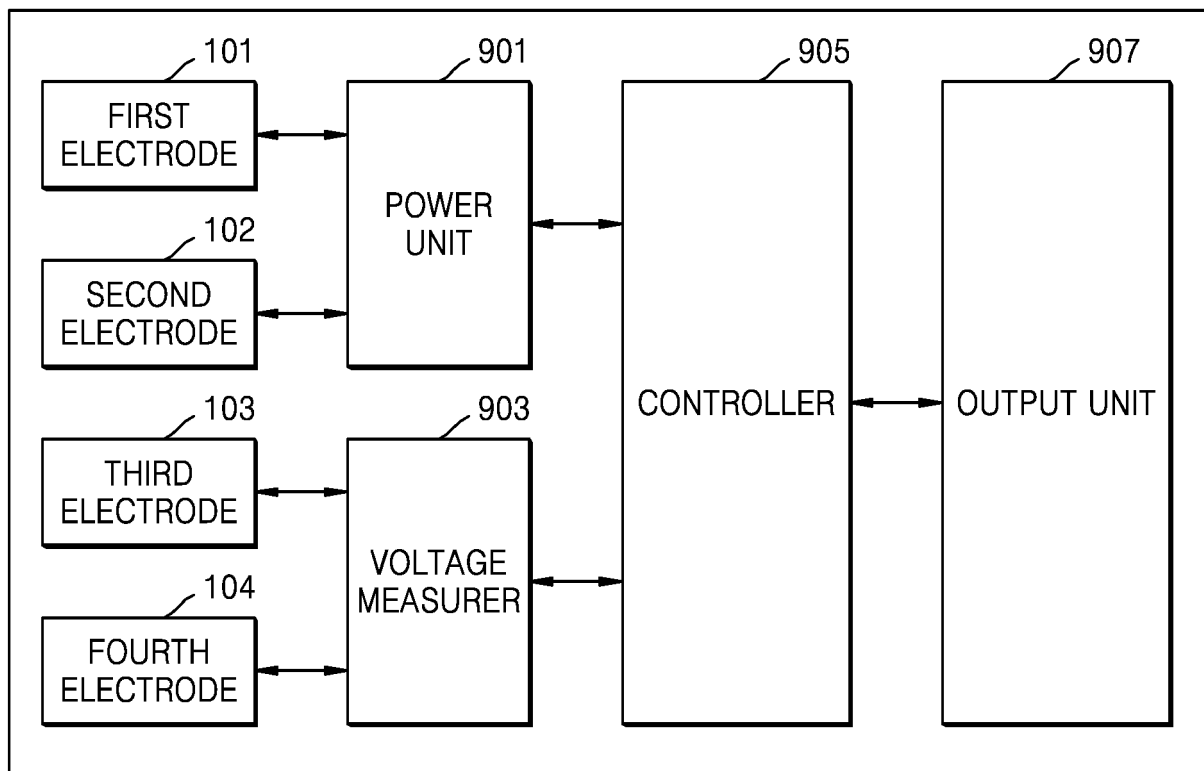 101
FIRST
ELECTRODE
102
SECOND
ELECTRODE
103
THIRD
ELECTRODE
104
FOURTH
ELECTRODE
901
POWER
UNIT
903
VOLTAGE
MEASURER
905
CONTROLLER
907
OUTPUT UNIT